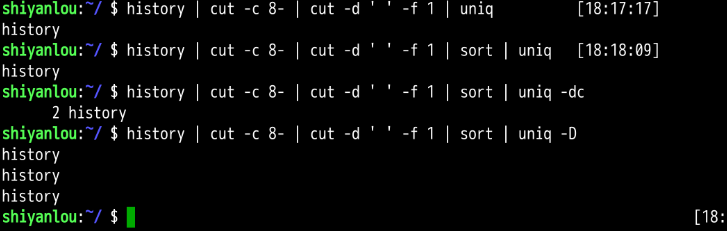 shiyanlou:~/ $ history | cut -c 8- | cut -d ' ' -f 1 | uniq [18:17:17]
history
shiyanlou:~/ $ history | cut -c 8- | cut -d ' ' -f 1 | sort | uniq [18:18:09]
history
shiyanlou:~/ $ history | cut -c 8- | cut -d ' ' -f 1 | sort | uniq -dc
2 history
shiyanlou:~/ $ history | cut -c 8- | cut -d ' ' -f 1 | sort | uniq -D
history
history
history
shiyanlou:~/ $ [18: